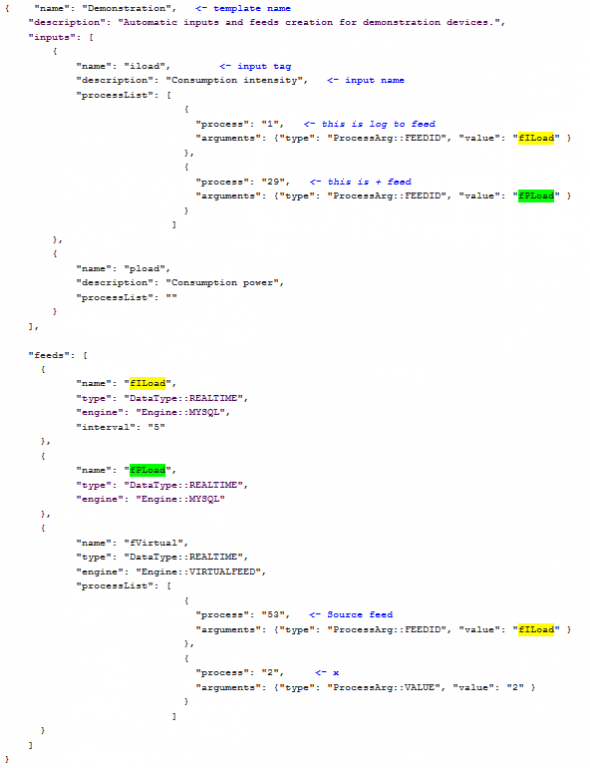 {    "name": "Demonstration",   <- template name
"description": "Automatic inputs and feeds creation for demonstration devices.",
"inputs": [
{
"name": "iload",        <- input tag
"description": "Consumption intensity",   <- input name
"processList": [
{
"process": "1",   <- this is log to feed
"arguments": {"type": "ProcessArg::FEEDID", "value": "fILoad" }
},
{
"process": "29",   <- this is + feed
"arguments": {"type": "ProcessArg::FEEDID", "value": "fPLoad" }
}
]
},
{
"name": "pload",
"description": "Consumption power",
"processList": ""
}
],
"feeds": [
{
"name": "fILoad",
"type": "DataType::REALTIME",
"engine": "Engine::MYSQL",
"interval": "5"
},
{
"name": "fPLoad",
"type": "DataType::REALTIME",
"engine": "Engine::MYSQL"
},
{
"name": "fVirtual",
"type": "DataType::REALTIME",
"engine": "Engine::VIRTUALFEED",
"processList": [
{
"process": "53",   <- Source feed
"arguments": {"type": "ProcessArg::FEEDID", "value": "fILoad" }
},
{
"process": "2",    <- x
"arguments": {"type": "ProcessArg::VALUE", "value": "2" }
}
]
}
]
}